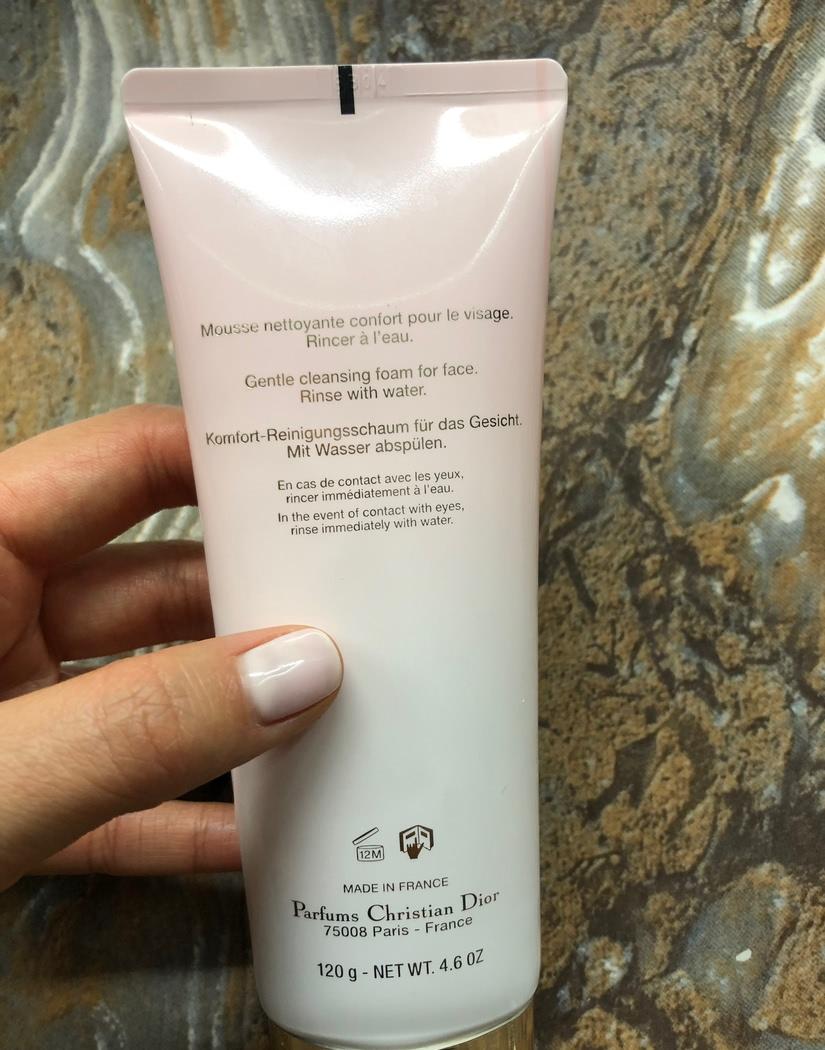 Mousse nettoyante confort pour le visage.
Rincer à l'eau.
Gentle cleansing foam for face.
Rinse with water.
Komfort-Reinigungsschaum für das Gesicht.
Mit Wasser abspülen.
En cas de contact avec les yeux,
rincer immédiatement à l'eau.
In the event of contact with eyes,
rinse immediately with water.
12M
MADE IN FRANCE
Parfums Christian Dior
75008 Paris - France
120 g - NET WT. 4.6 OZ